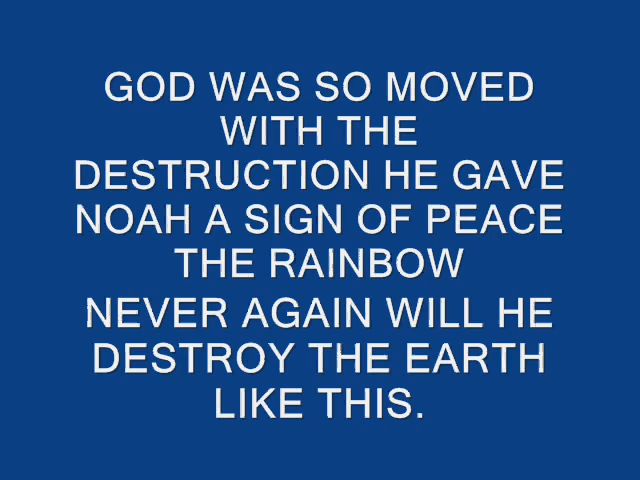 GOD WAS SO MOVED
WITH THE
DESTRUCTION HE GAVE
NOAH A SIGN OF PEACE
THE RAINBOW
NEVER AGAIN WILL HE
DESTROY THE EARTH
LIKE THIS.